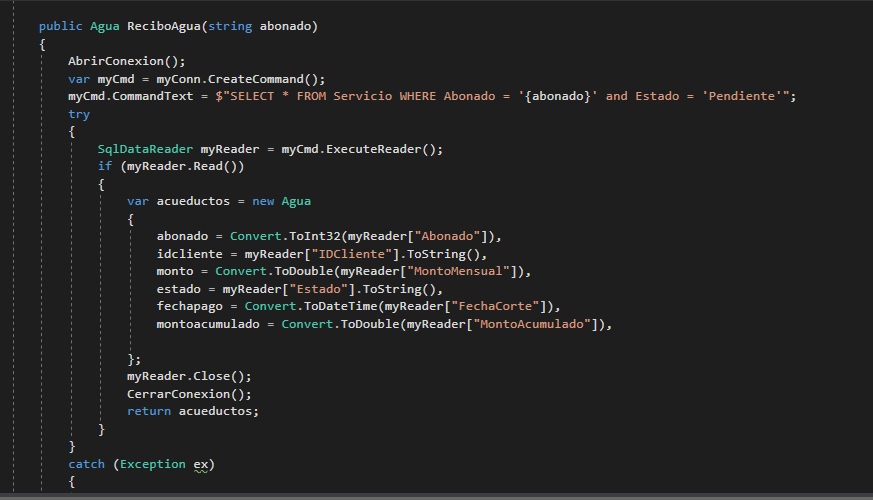 public Agua ReciboAgua(string abonado)
{
AbrirConexion();
var myCmd = myConn.CreateCommand();
myCmd.CommandText = $"SELECT * FROM Servicio WHERE Abonado = '{abonado}' and Estado = 'Pendiente'";
try
{
SqlDataReader myReader = myCmd.ExecuteReader();
if (myReader.Read())
{
var acueductos = new Agua
{
abonado = Convert.ToInt32(myReader["Abonado"]),
idcliente = myReader["IDCliente"].ToString(),
monto = Convert.ToDouble(myReader["MontoMensual"]),
estado = myReader["Estado"].ToString(),
fechapago = Convert.ToDateTime(myReader["FechaCorte"]),
montoacumulado = Convert.ToDouble(myReader["MontoAcumulado"]),
};
myReader.Close();
CerrarConexion();
return acueductos;
}
}
catch (Exception ex)
{